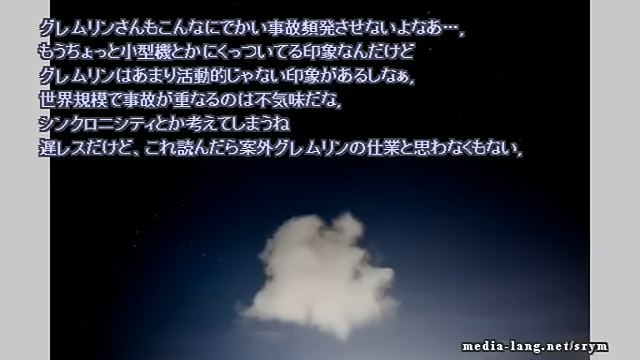 グレムリンさんもこんなにでかい事故頻発させないよなあ…,
もうちょっと小型機とかにくっついてる印象なんだけど
グレムリンはあまり活動的じゃない印象があるしなぁ,
世界規模で事故が重なるのは不気味だな,
シンクロニシティとか考えてしまうね
遅レスだけど、これ読んだら案外グレムリンの仕業と思わなくもない,
media-lang.net/srym